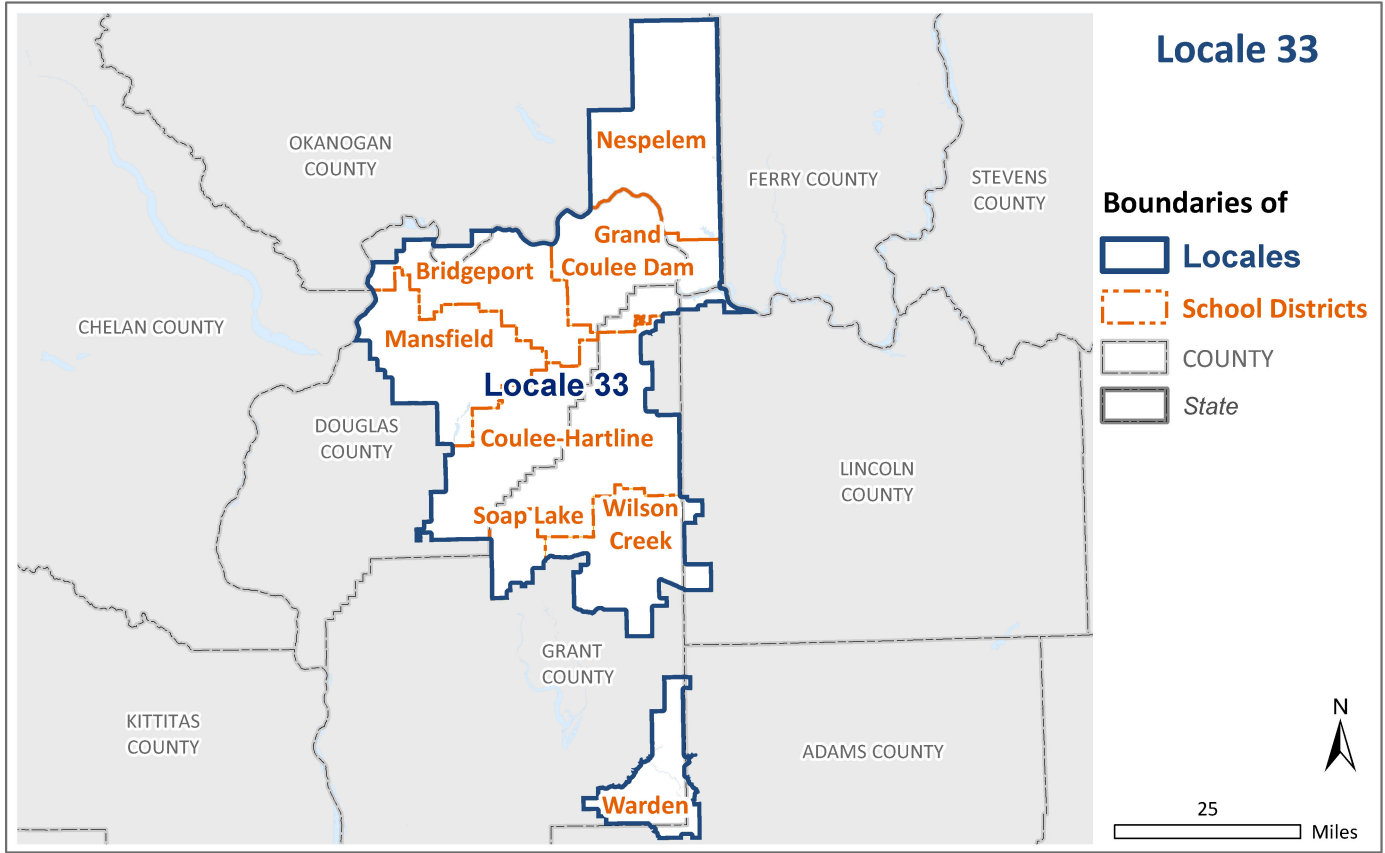 Locale 33
OKANOGAN
COUNTY
Nespelem
FERRY COUNTY
STEVENS
COUNTY
Grand
Coulee Dam
Bridgeport
CHELAN COUNTY
Mansfield
Locale 33
DOUGLAS
COUNTY
Coulee-Hartline
LINCOLN
COUNTY
Soap Lake
Wilson
Creek
GRANT
COUNTY
KITTITAS
COUNTY
ADAMS COUNTY
Warden
Boundaries of
Locales
School Districts
COUNTY
State
N
25
Miles